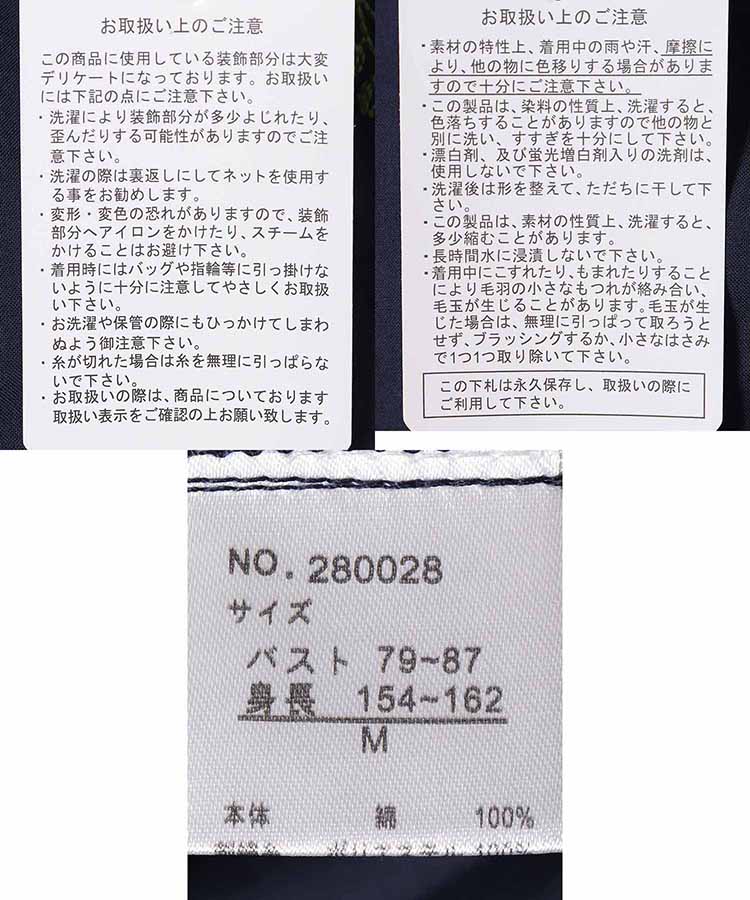 お取扱い上のご注意
この商品に使用している装飾部分は大変
デリケートになっております。お取扱い
には下記の点にご注意下さい。
・洗濯により装飾部分が多少よじれたり、
歪んだりする可能性がありますのでご注
意下さい。
・洗濯の際は裏返しにしてネットを使用す
る事をお勧めします。
・変形・変色の恐れがありますので、装飾
部分へアイロンをかけたり、スチームを
かけることはお避け下さい。
・着用時にはバッグや指輪等に引っ掛けな
いように十分に注意してやさしくお取扱
い下さい。
・お洗濯や保管の際にもひっかけてしまわ
ぬよう御注意下さい。
・糸が切れた場合は糸を無理に引っぱらな
いで下さい。
・お取扱いの際は、商品についております
取扱い表示をご確認の上お願い致します。
お取扱い上のご注意
・素材の特性上、着用中の雨や汗、摩擦に
より、他の物に色移りする場合がありま
すので十分にご注意下さい。
・この製品は、染料の性質上、洗濯すると、
色落ちすることがありますので他の物と
別に洗い、すすぎを十分にして下さい。
・漂白剤、及び蛍光増白剤入りの洗剤は、
使用しないで下さい。
・洗濯後は形を整えて、ただちに干して下
さい。
・この製品は、素材の性質上、洗濯すると、
多少縮むことがあります。
・長時間水に浸漬しないで下さい。
・着用中にこすれたり、もまれたりすること
により毛羽の小さなもつれが絡み合い、
毛玉が生じることがあります。毛玉が生
じた場合は、無理に引っぱって取ろうと
せず、ブラッシングするか、小さなはさみ
で1つ1つ取り除いて下さい。
この下札は永久保存し、取扱いの際に
ご利用して下さい。
NO. 280028
サイズ
バスト 79~87
身長 154~162
M
本体 綿 100%